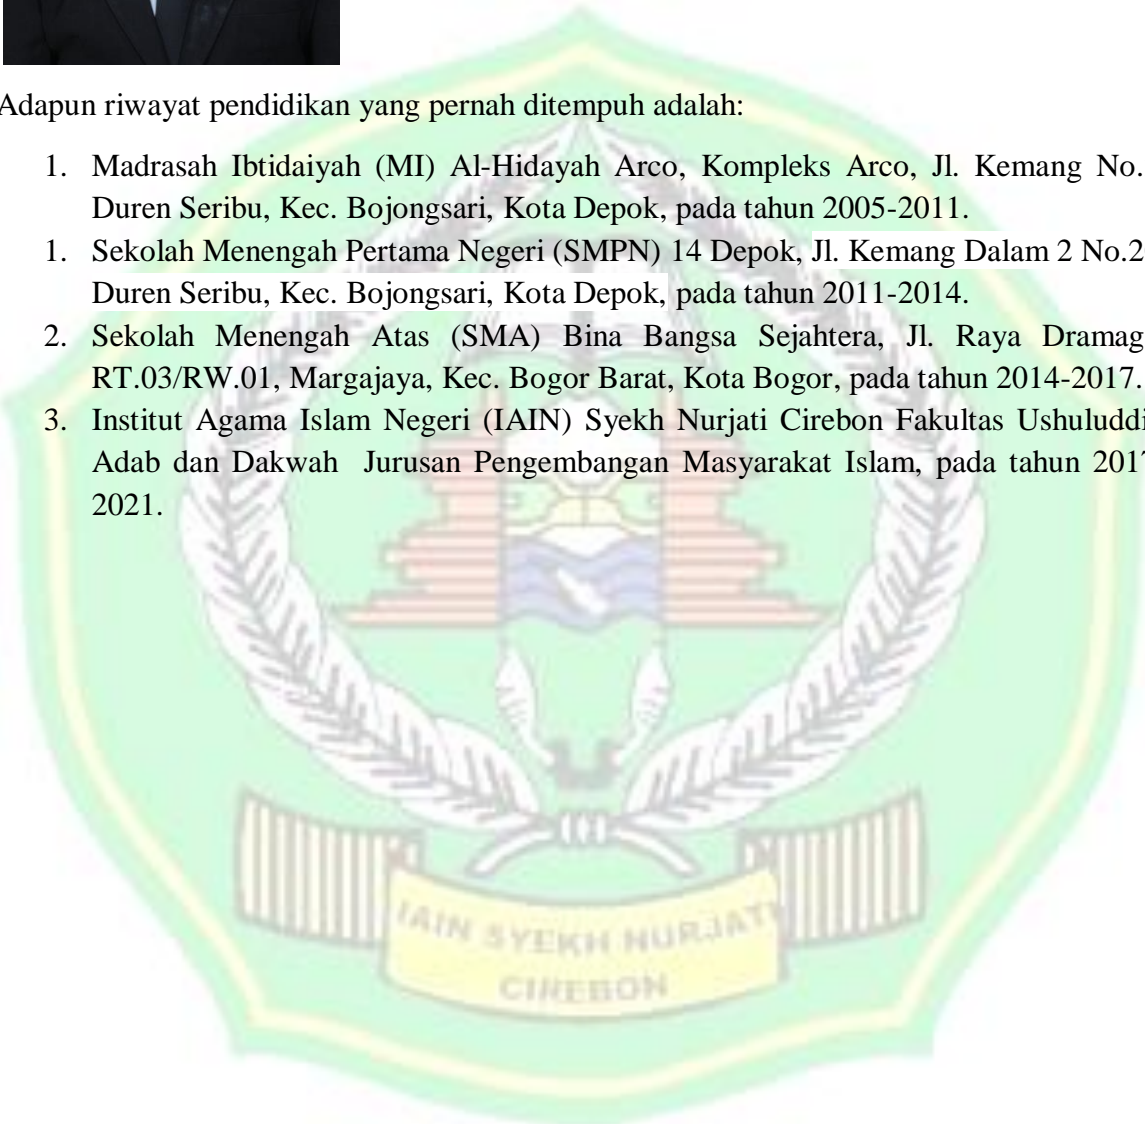 Adapun riwayat pendidikan yang pernah ditempuh adalah:
1. Madrasah Ibtidaiyah (MI) Al-Hidayah Arco, Kompleks Arco, Jl. Kemang No.
Duren Seribu, Kec. Bojongsari, Kota Depok, pada tahun 2005-2011.
1. Sekolah Menengah Pertama Negeri (SMPN) 14 Depok, Jl. Kemang Dalam 2 No.2
Duren Seribu, Kec. Bojongsari, Kota Depok, pada tahun 2011-2014.
2. Sekolah Menengah Atas (SMA) Bina Bangsa Sejahtera, Jl. Raya Dramag
RT.03/RW.01, Margajaya, Kec. Bogor Barat, Kota Bogor, pada tahun 2014-2017.
3. Institut Agama Islam Negeri (IAIN) Syekh Nurjati Cirebon Fakultas Ushuluddi
Adab dan Dakwah Jurusan Pengembangan Masyarakat Islam, pada tahun 2017
2021.
IAIN SYEKH NURJATI
CIREBON